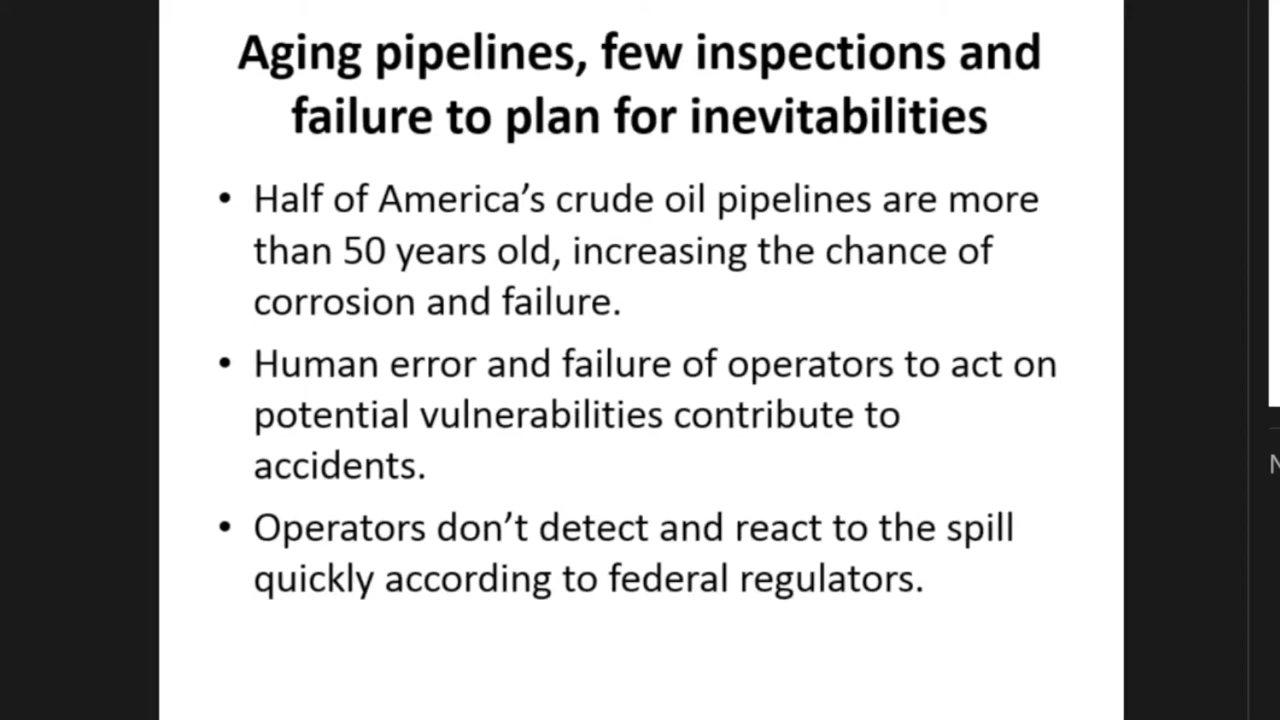 Aging pipelines, few inspections and
failure to plan for inevitabilities
• Half of America’s crude oil pipelines are more
than 50 years old, increasing the chance of
corrosion and failure.
• Human error and failure of operators to act on
potential vulnerabilities contribute to
accidents.
• Operators don’t detect and react to the spill
quickly according to federal regulators.